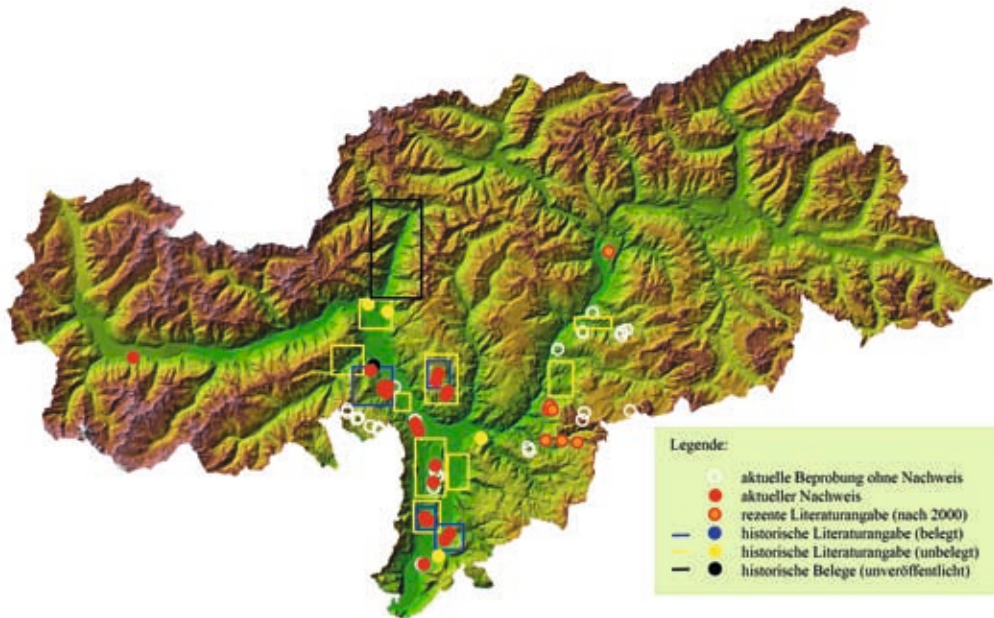 Legende:
aktuelle Beprobung ohne Nachweis
aktueller Nachweis
rezente Literaturangabe (nach 2000)
historische Literaturangabe (belegt)
historische Literaturangabe (unbelegt)
historische Belege (unveröffentlicht)